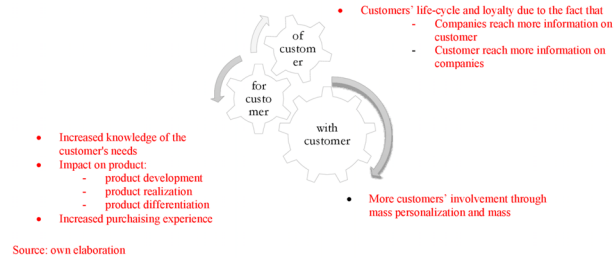 Customers' life-cycle and loyalty due to the fact that
- Companies reach more information on
customer
- Customer reach more information on
companies
of
custom
er
for
custo
mer
with
customer
Increased knowledge of the
customer's needs
Impact on product:
- product development
- product realization
- product differentiation
Increased purchaising experience
More customers' involvement through
mass personalization and mass
Source: own elaboration